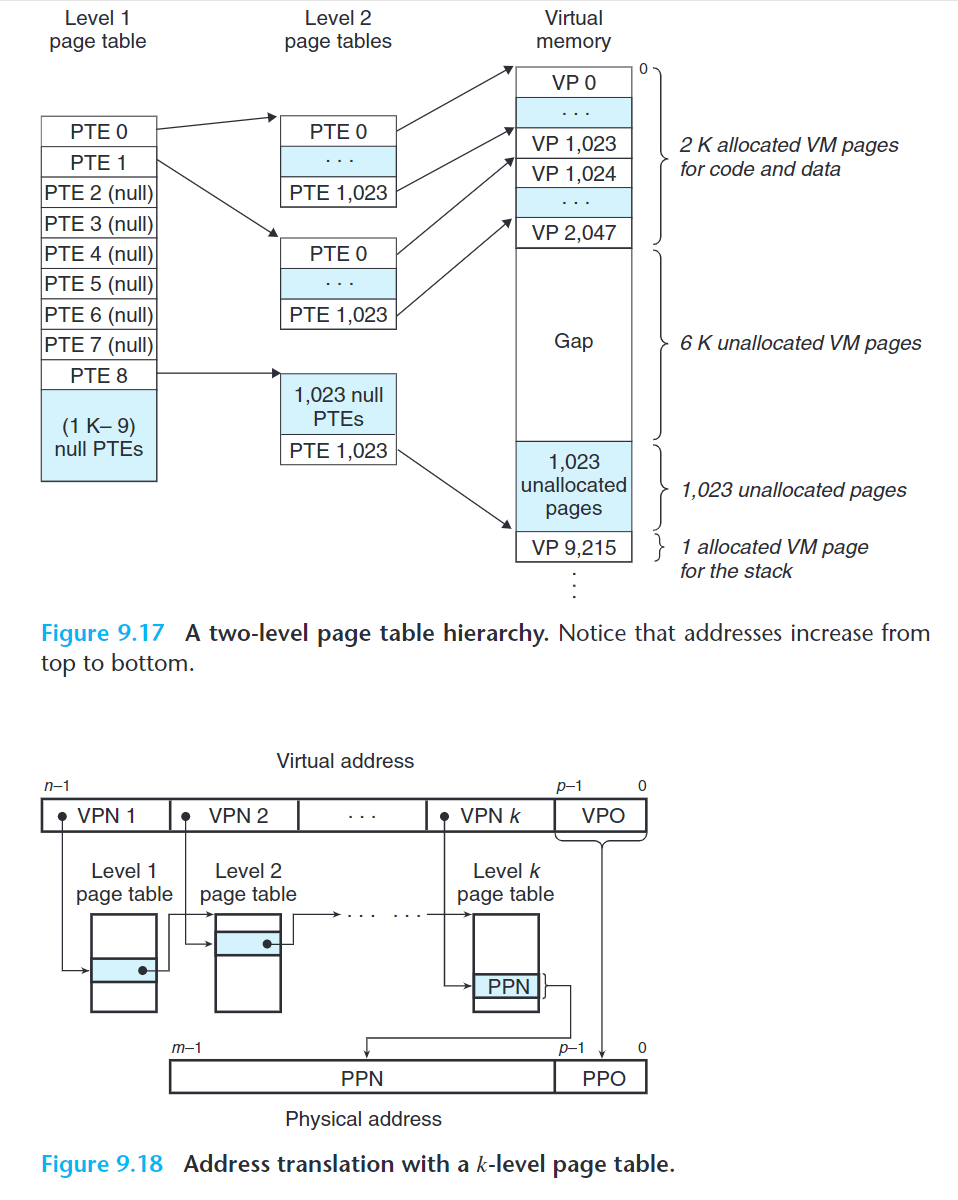 Level 1
page table
Level 2
page tables
Virtual
memory
PTE 0
PTE 1
PTE 2 (null)
PTE 3 (null)
PTE 4 (null)
PTE 5 (null)
PTE 6 (null)
PTE 7 (null)
PTE 8
(1 K– 9)
null PTEs
PTE 0
. . .
PTE 1,023
PTE 0
. . .
PTE 1,023
1,023 null
PTEs
PTE 1,023
0
VP 0
. . .
VP 1,023
VP 1,024
. . .
VP 2,047
Gap
1,023
unallocated
pages
VP 9,215
. . .
2 K allocated VM pages
for code and data
6 K unallocated VM pages
1,023 unallocated pages
1 allocated VM page
for the stack
Figure 9.17 A two-level page table hierarchy. Notice that addresses increase from
top to bottom.
Virtual address
n–1 p–1 0
VPN 1 VPN 2 . . . VPN k VPO
Level 1
page table
Level 2
page table
. . . . . .
Level k
page table
PPN
m–1 p–1 0
PPN PPO
Physical address
Figure 9.18 Address translation with a k-level page table.